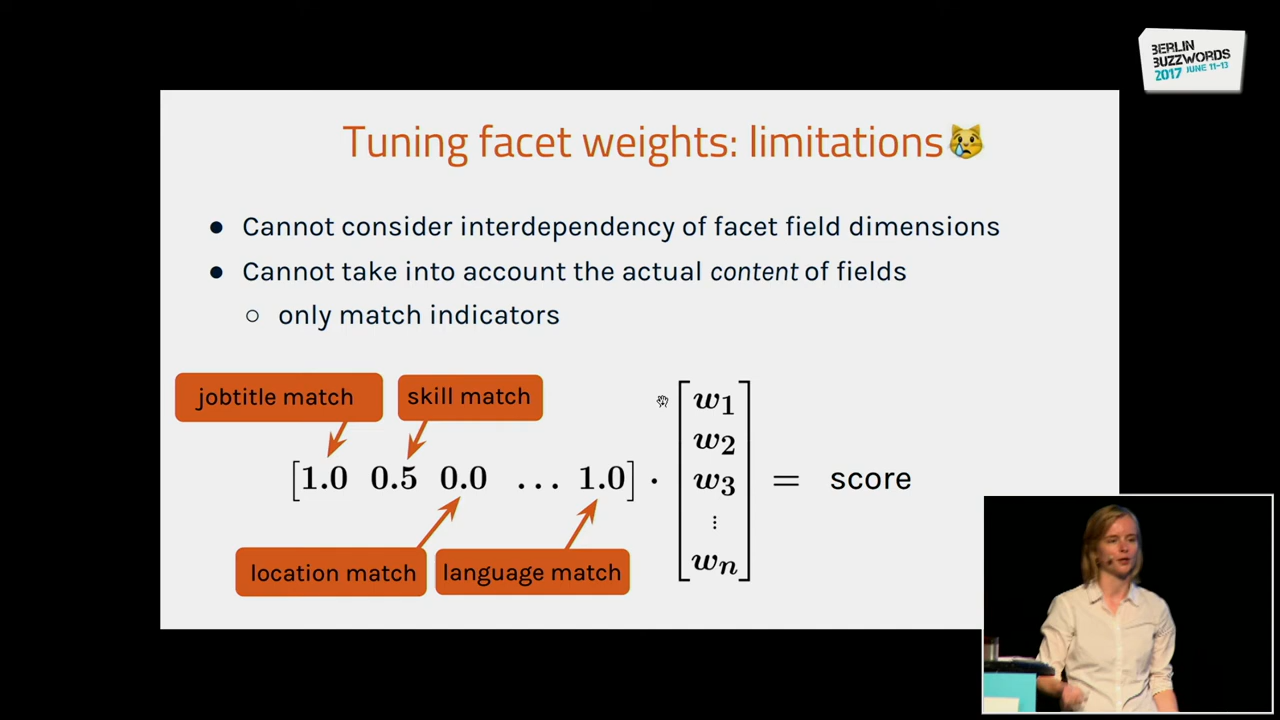 BERLIN
BUZZWORDS
2017 JUNE 11-13
Tuning facet weights: limitations😿
● Cannot consider interdependency of facet field dimensions
● Cannot take into account the actual content of fields
○ only match indicators
jobtitle match
skill match
[1.0 0.5 0.0 ... 1.0] · [w1 w2 w3 ⋮ wn] = score
location match
language match